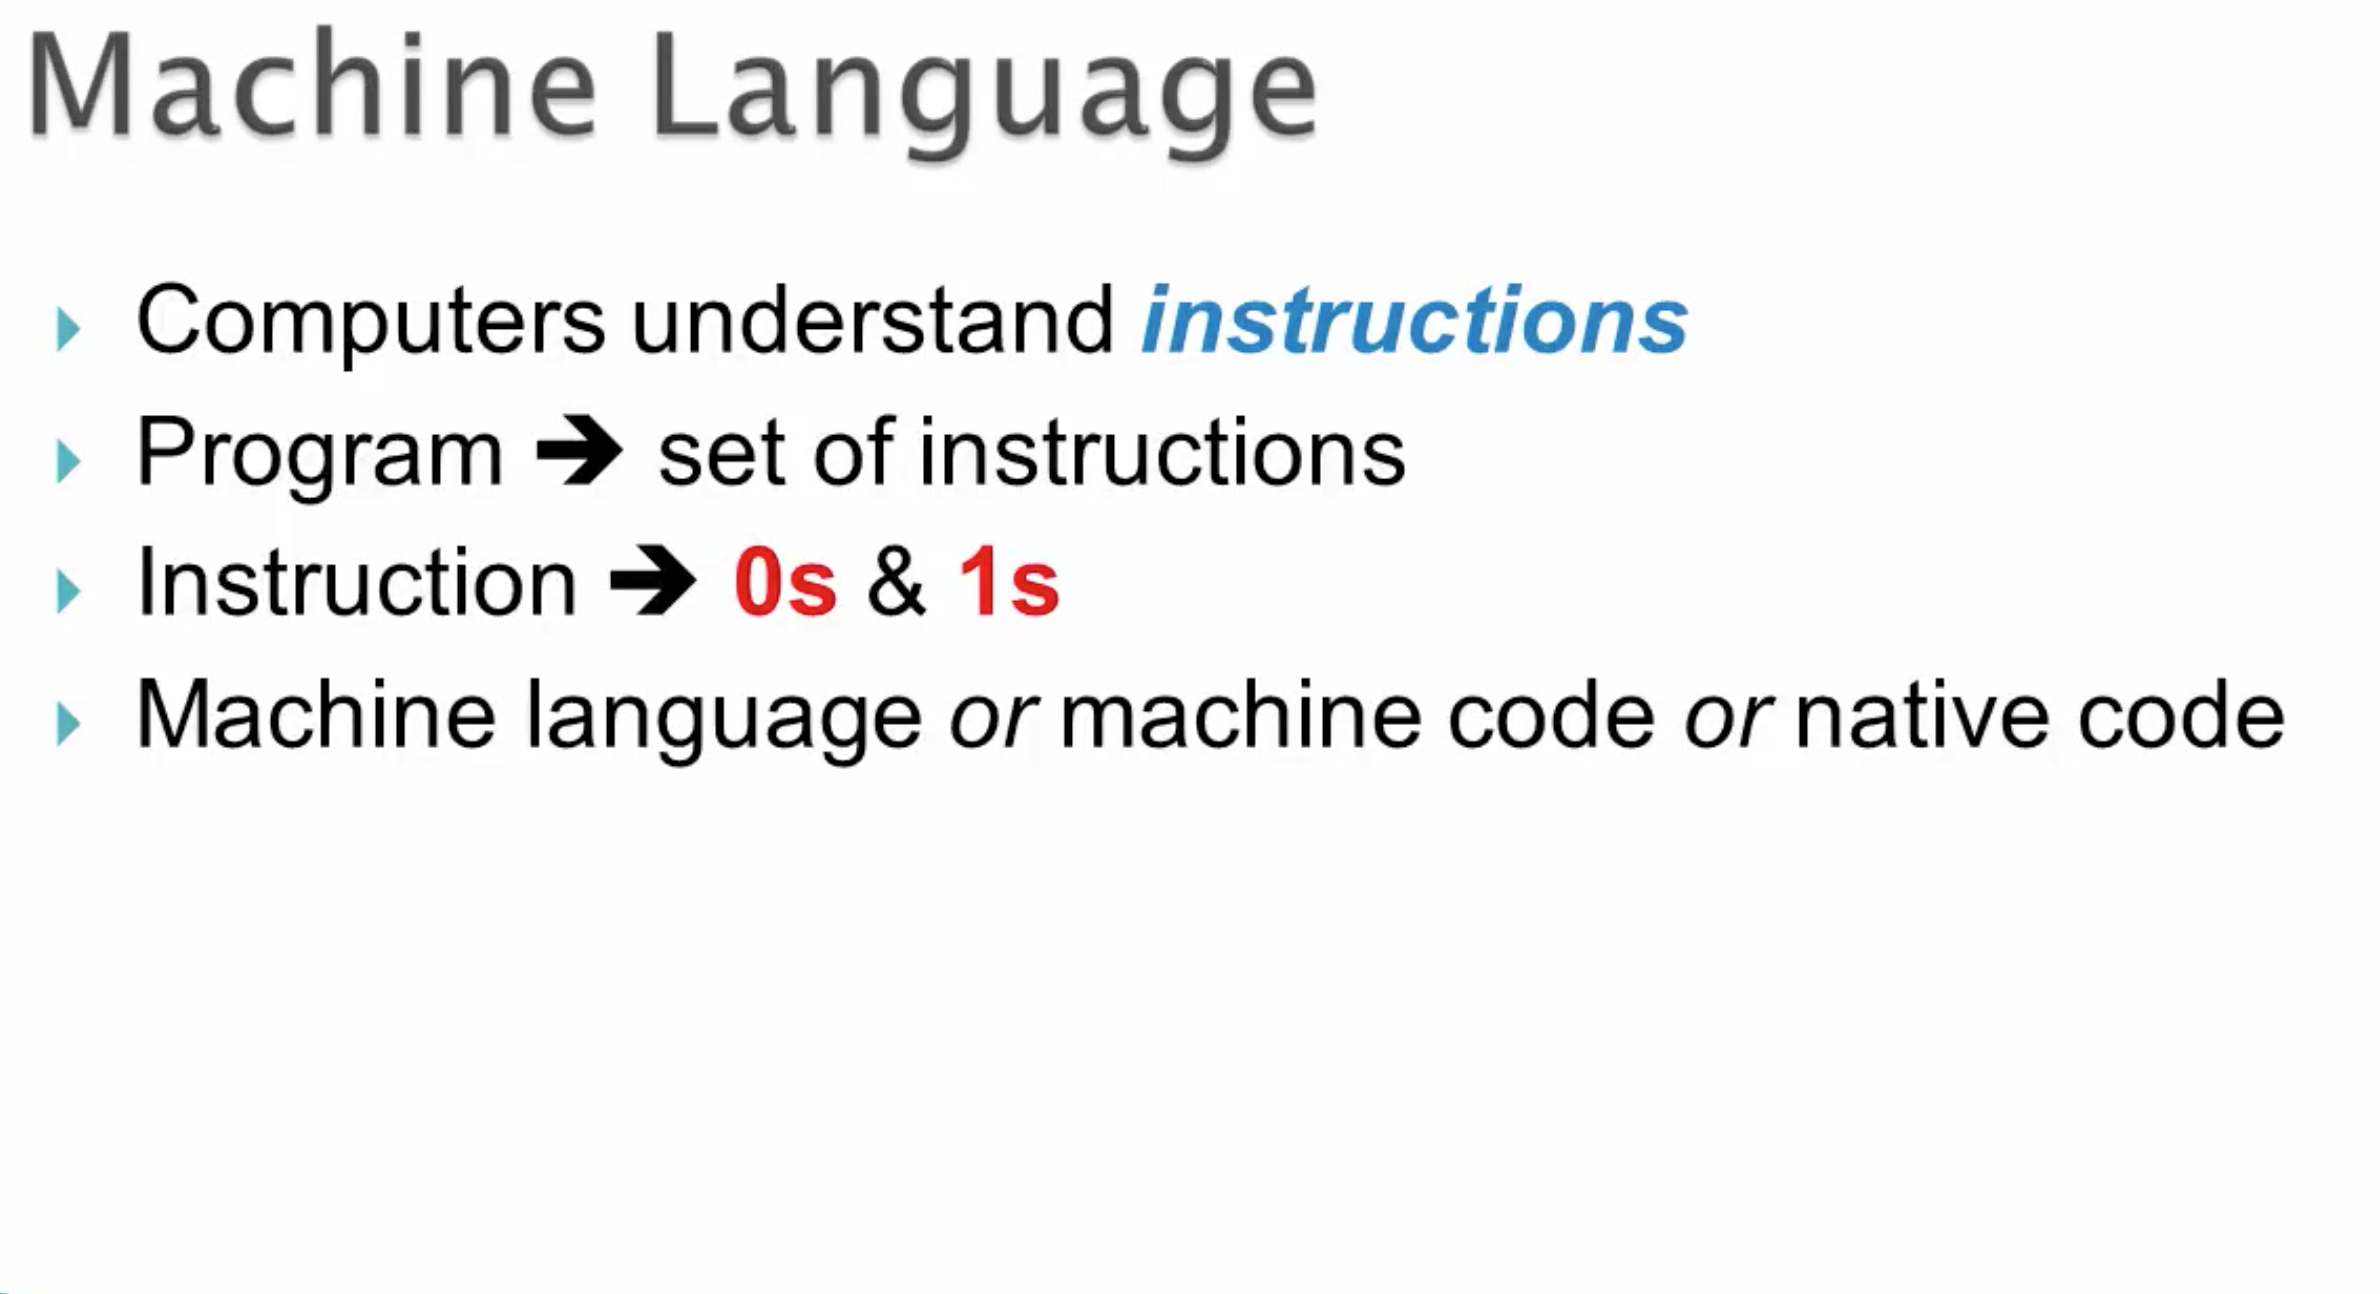 Machine Language
Computers understand instructions
Program → set of instructions
Instruction → 0s & 1s
Machine language or machine code or native code